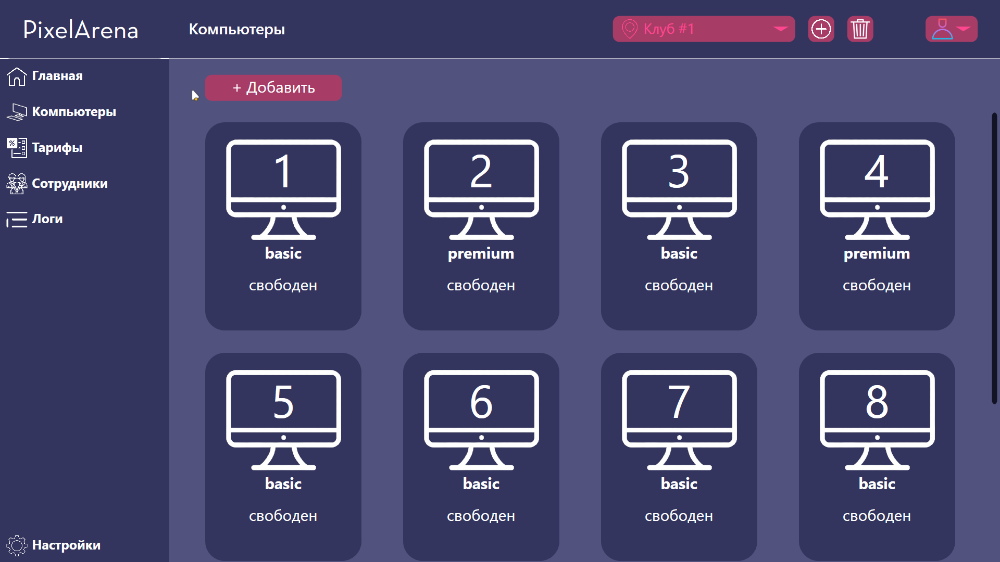 PixelArena
Компьютеры
Клуб #1
Главная
Компьютеры
Тарифы
Сотрудники
Логи
Настройки
+ Добавить
1
basic
свободен
2
premium
свободен
3
basic
свободен
4
premium
свободен
5
basic
свободен
6
basic
свободен
7
basic
свободен
8
basic
свободен